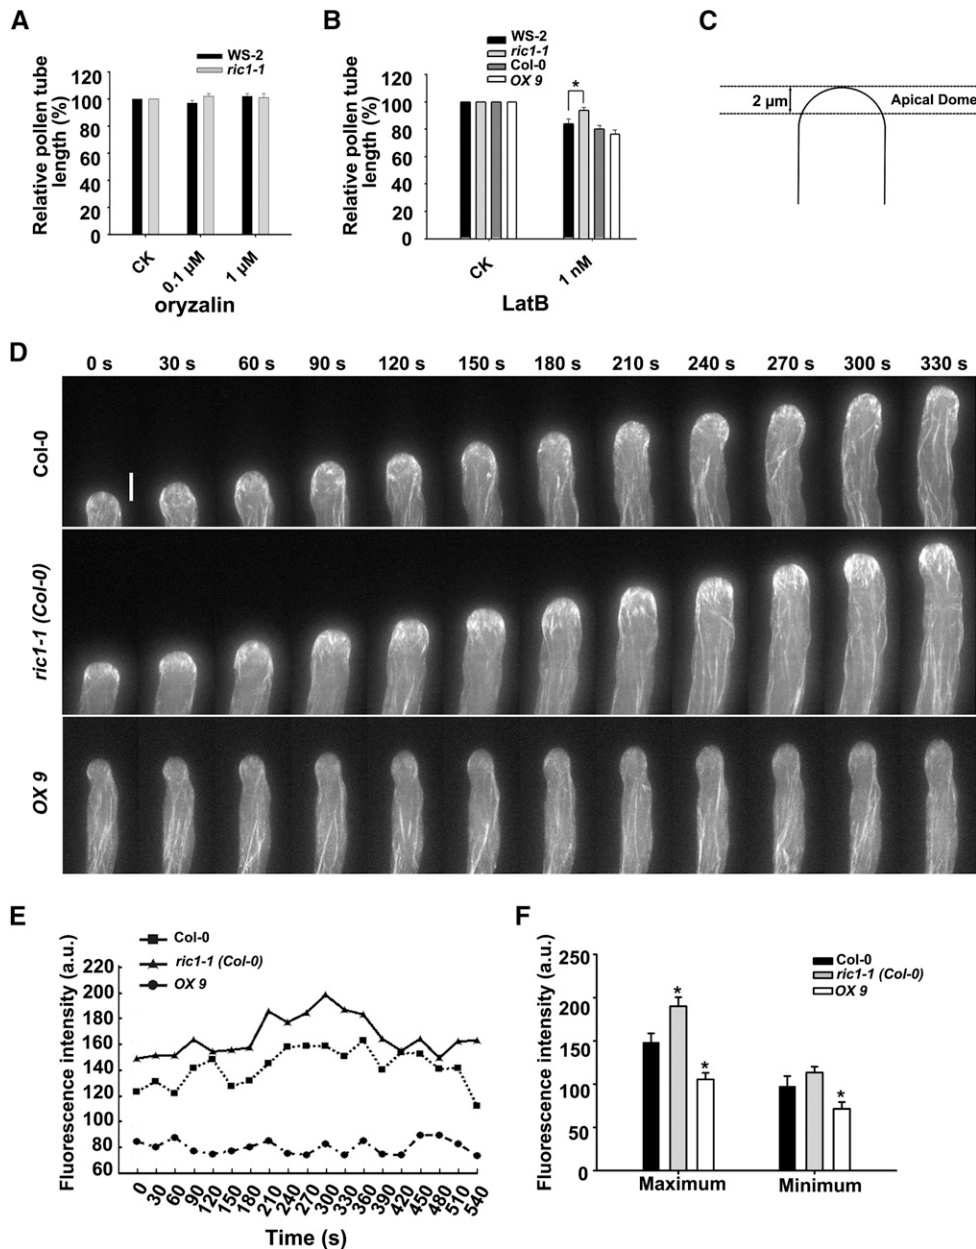 A
WS-2
ric1-1
Relative pollen tube
length (%)
120
100
80
60
40
20
0
CK
0.1 µM
1 µM
oryzalin
B
WS-2
ric1-1
Col-0
OX 9
Relative pollen tube
length (%)
120
100
80
60
40
20
0
*
CK
1 nM
LatB
C
2 µm
Apical Dome
D
0 s 30 s 60 s 90 s 120 s 150 s 180 s 210 s 240 s 270 s 300 s 330 s
Col-0
ric1-1 (Col-0)
OX 9
E
Col-0
ric1-1 (Col-0)
OX 9
Fluorescence intensity (a.u.)
220
200
180
160
140
120
100
80
60
0 30 60 90 120 150 180 210 240 270 300 330 360 390 420 450 480 510 540
Time (s)
F
Col-0
ric1-1 (Col-0)
OX 9
Fluorescence intensity (a.u.)
250
200
150
100
50
0
*
*
*
Maximum
Minimum